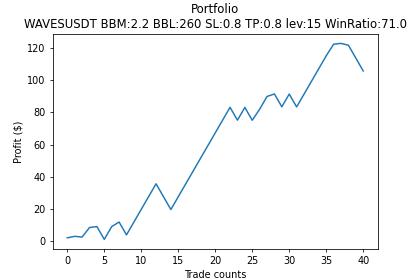 Portfolio
WAVESUSDT BBM:2.2 BBL:260 SL:0.8 TP:0.8 lev:15 WinRatio:71.0
Profit ($)
120
100
80
60
40
20
0
0 5 10 15 20 25 30 35 40
Trade counts